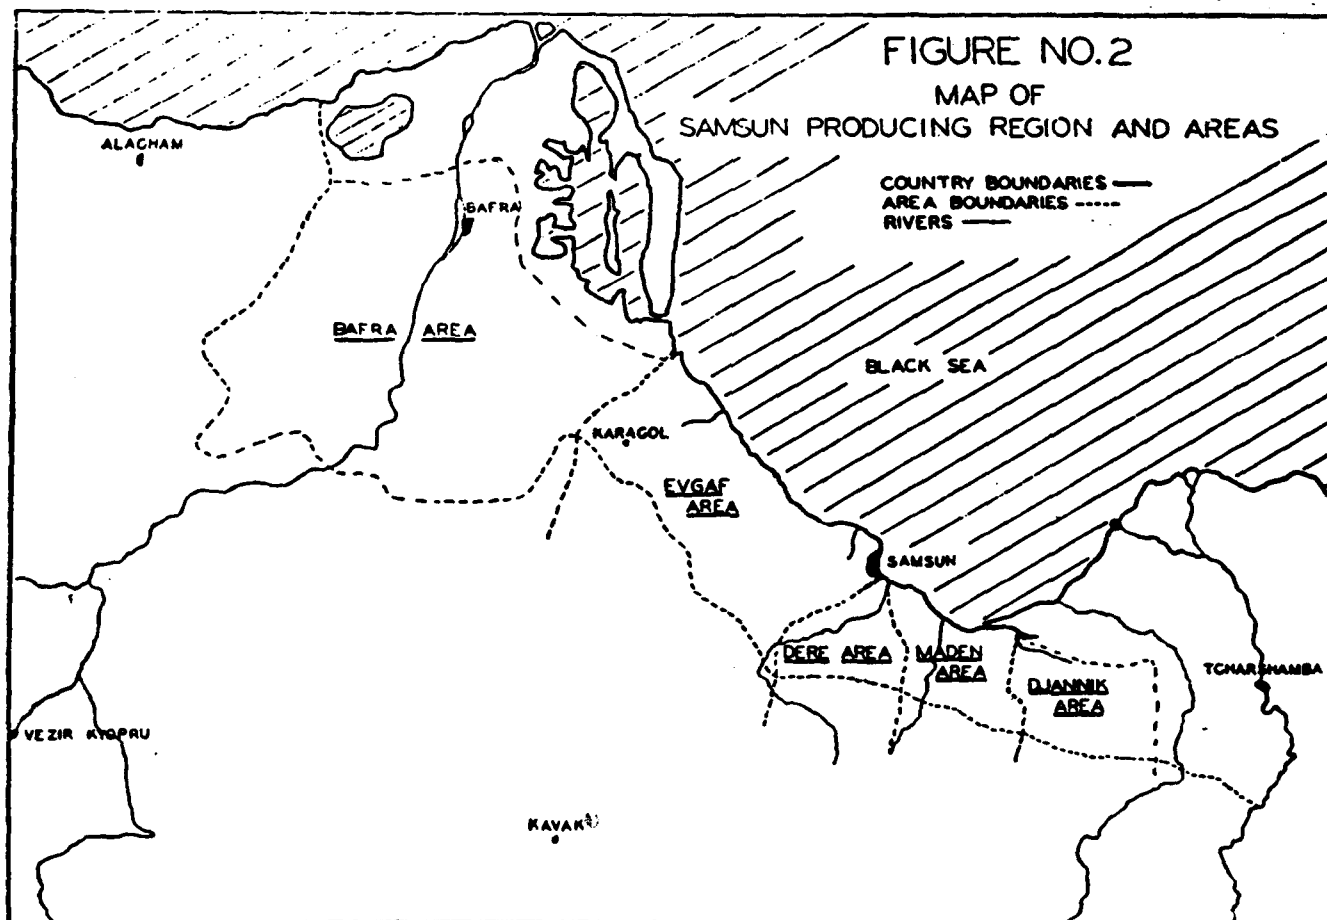 FIGURE NO.2
MAP OF
SAMSUN PRODUCING REGION AND AREAS
COUNTRY BOUNDARIES
AREA BOUNDARIES
RIVERS
ALACHAM
BAFRA
BAFRA AREA
BLACK SEA
KARAGOL
EVGAF
AREA
SAMSUN
DERE AREA
MADEN
AREA
DJANNIK
AREA
TCHARSHAMBA
VEZIR KYOPRU
KAVAK